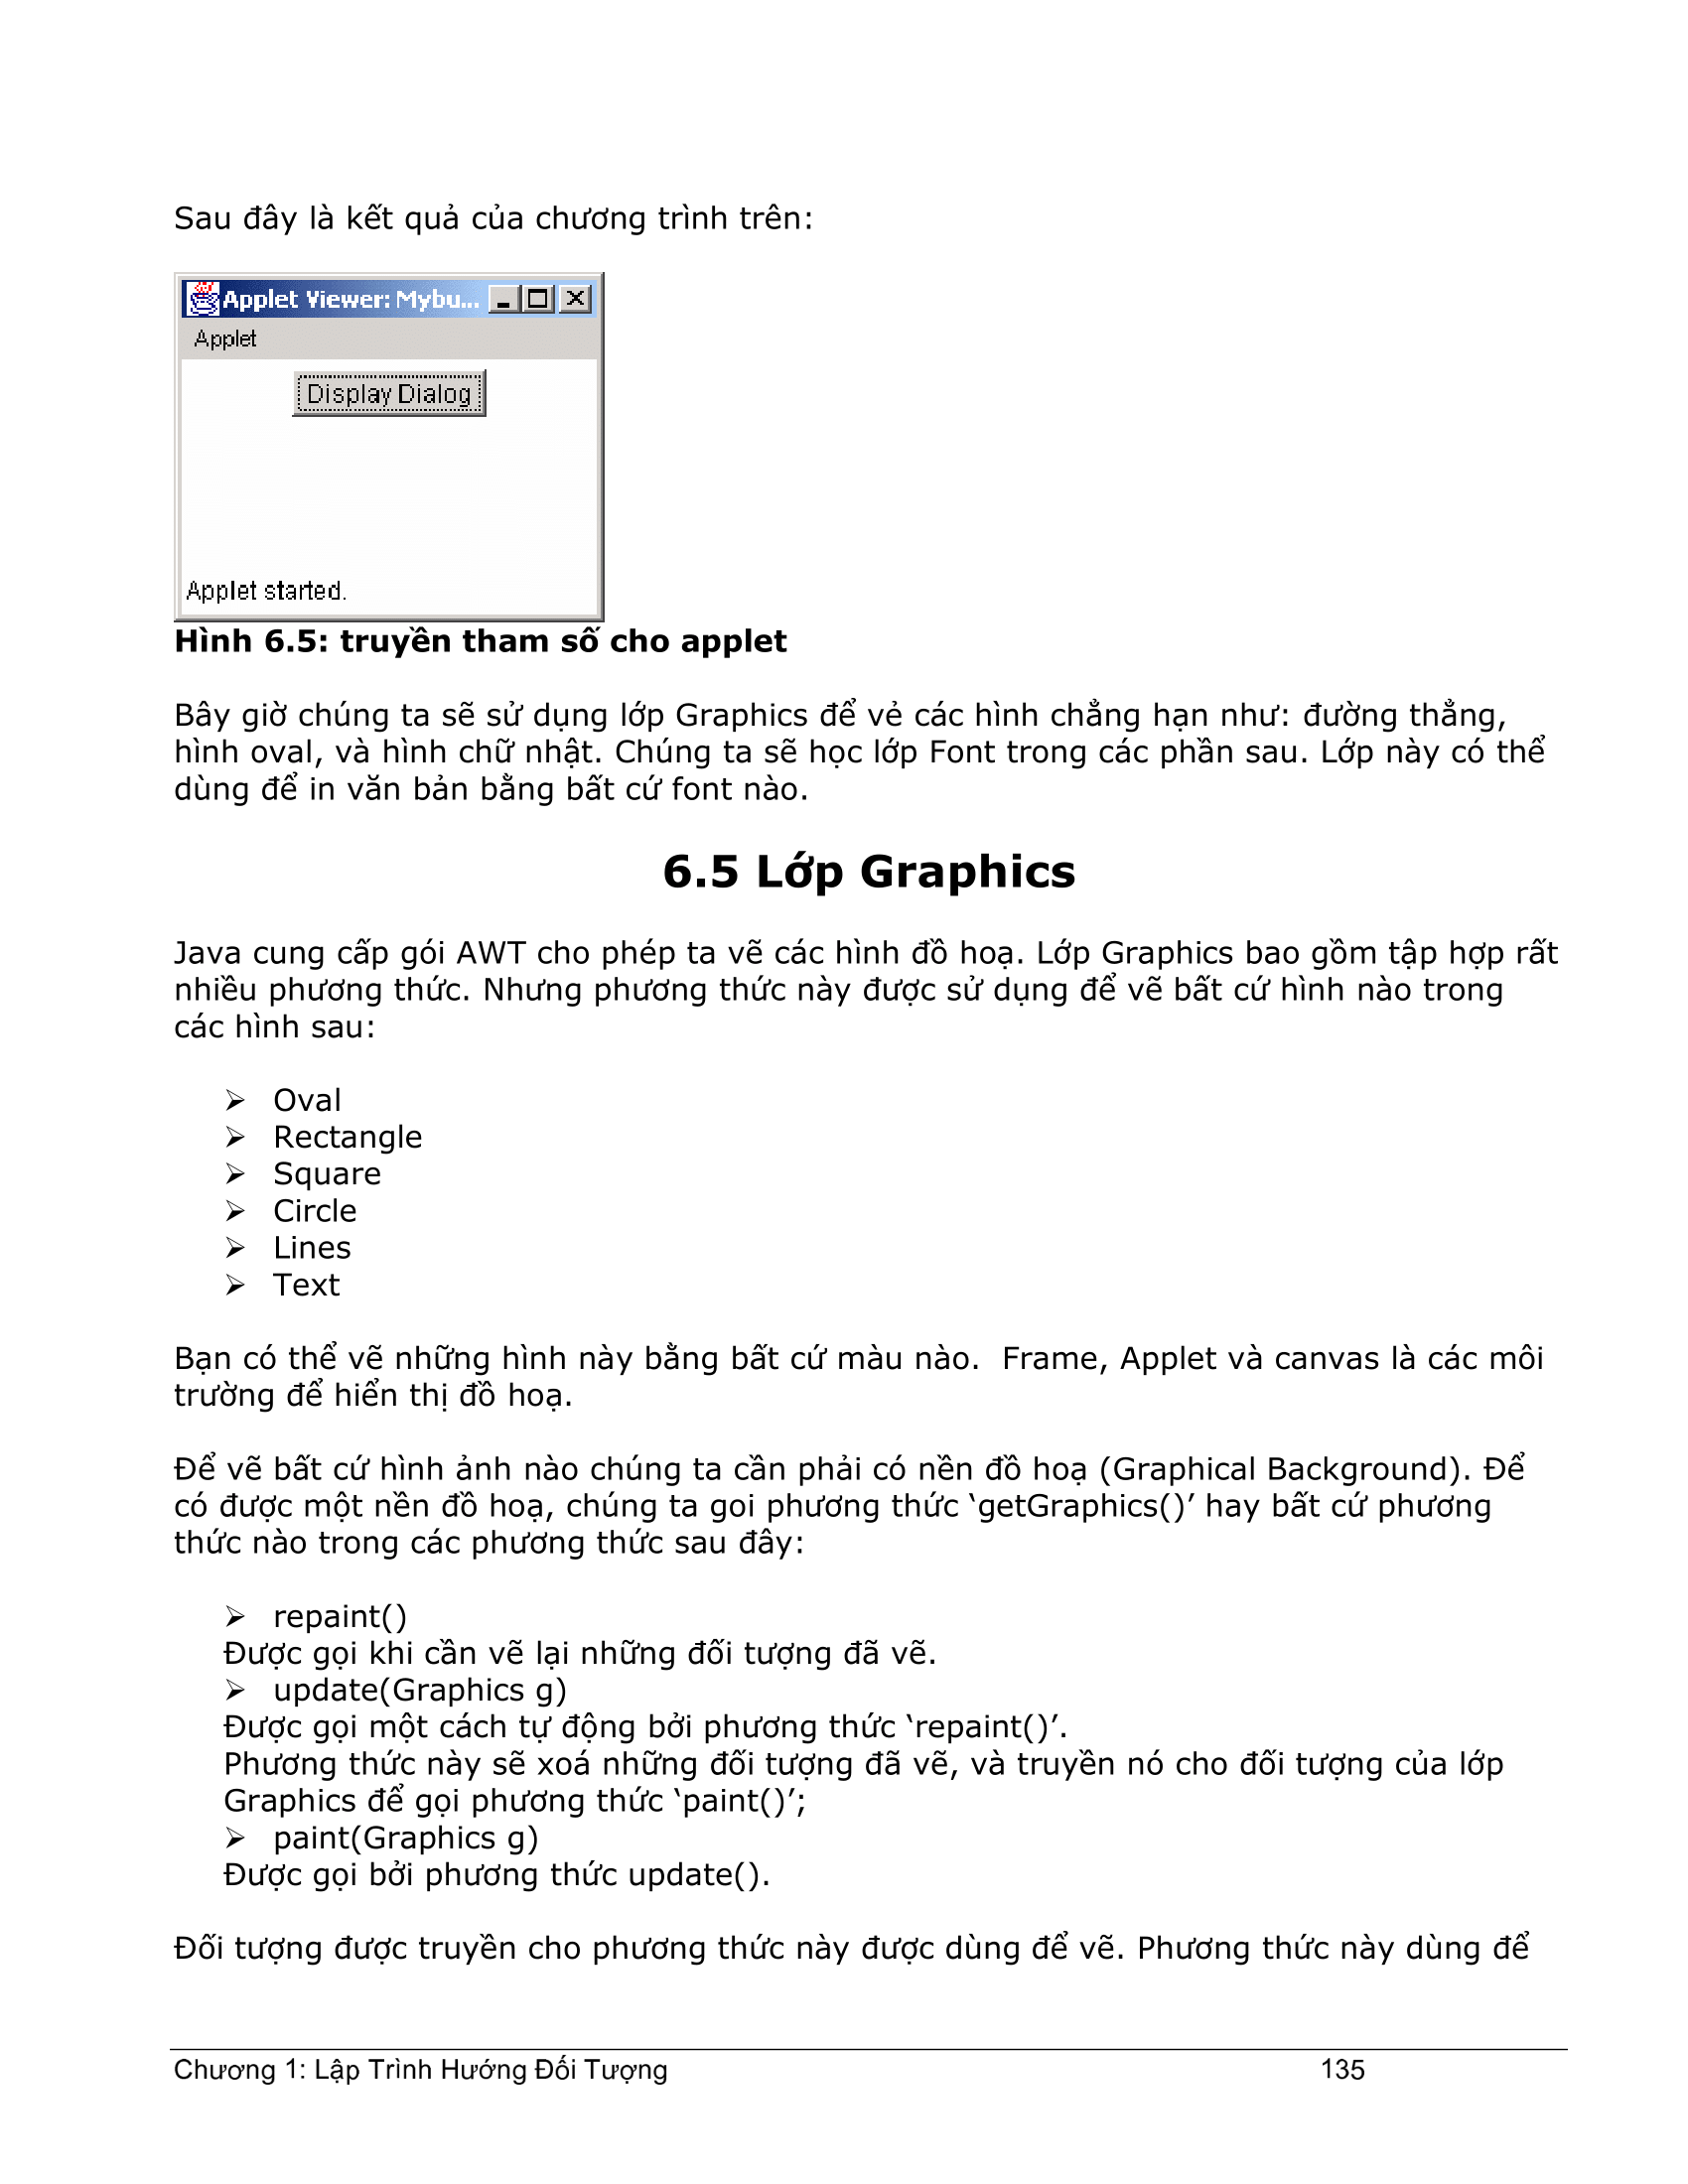 Sau đây là kết quả của chương trình trên:
Applet Viewer: Mybu...
Applet
Display Dialog
Applet started.
Hình 6.5: truyền tham số cho applet
Bây giờ chúng ta sẽ sử dụng lớp Graphics để vẻ các hình chẳng hạn như: đường thẳng,
hình oval, và hình chữ nhật. Chúng ta sẽ học lớp Font trong các phần sau. Lớp này có thể
dùng để in văn bản bằng bất cứ font nào.
6.5 Lớp Graphics
Java cung cấp gói AWT cho phép ta vẽ các hình đồ hoạ. Lớp Graphics bao gồm tập hợp rất
nhiều phương thức. Nhưng phương thức này được sử dụng để vẽ bất cứ hình nào trong
các hình sau:
➢ Oval
➢ Rectangle
➢ Square
➢ Circle
➢ Lines
➢ Text
Bạn có thể vẽ những hình này bằng bất cứ màu nào.  Frame, Applet và canvas là các môi
trường để hiển thị đồ hoạ.
Để vẽ bất cứ hình ảnh nào chúng ta cần phải có nền đồ hoạ (Graphical Background). Để
có được một nền đồ hoạ, chúng ta goi phương thức ‘getGraphics()’ hay bất cứ phương
thức nào trong các phương thức sau đây:
➢ repaint()
Được gọi khi cần vẽ lại những đối tượng đã vẽ.
➢ update(Graphics g)
Được gọi một cách tự động bởi phương thức ‘repaint()’.
Phương thức này sẽ xoá những đối tượng đã vẽ, và truyền nó cho đối tượng của lớp
Graphics để gọi phương thức ‘paint()’;
➢ paint(Graphics g)
Được gọi bởi phương thức update().
Đối tượng được truyền cho phương thức này được dùng để vẽ. Phương thức này dùng để
Chương 1: Lập Trình Hướng Đối Tượng 135